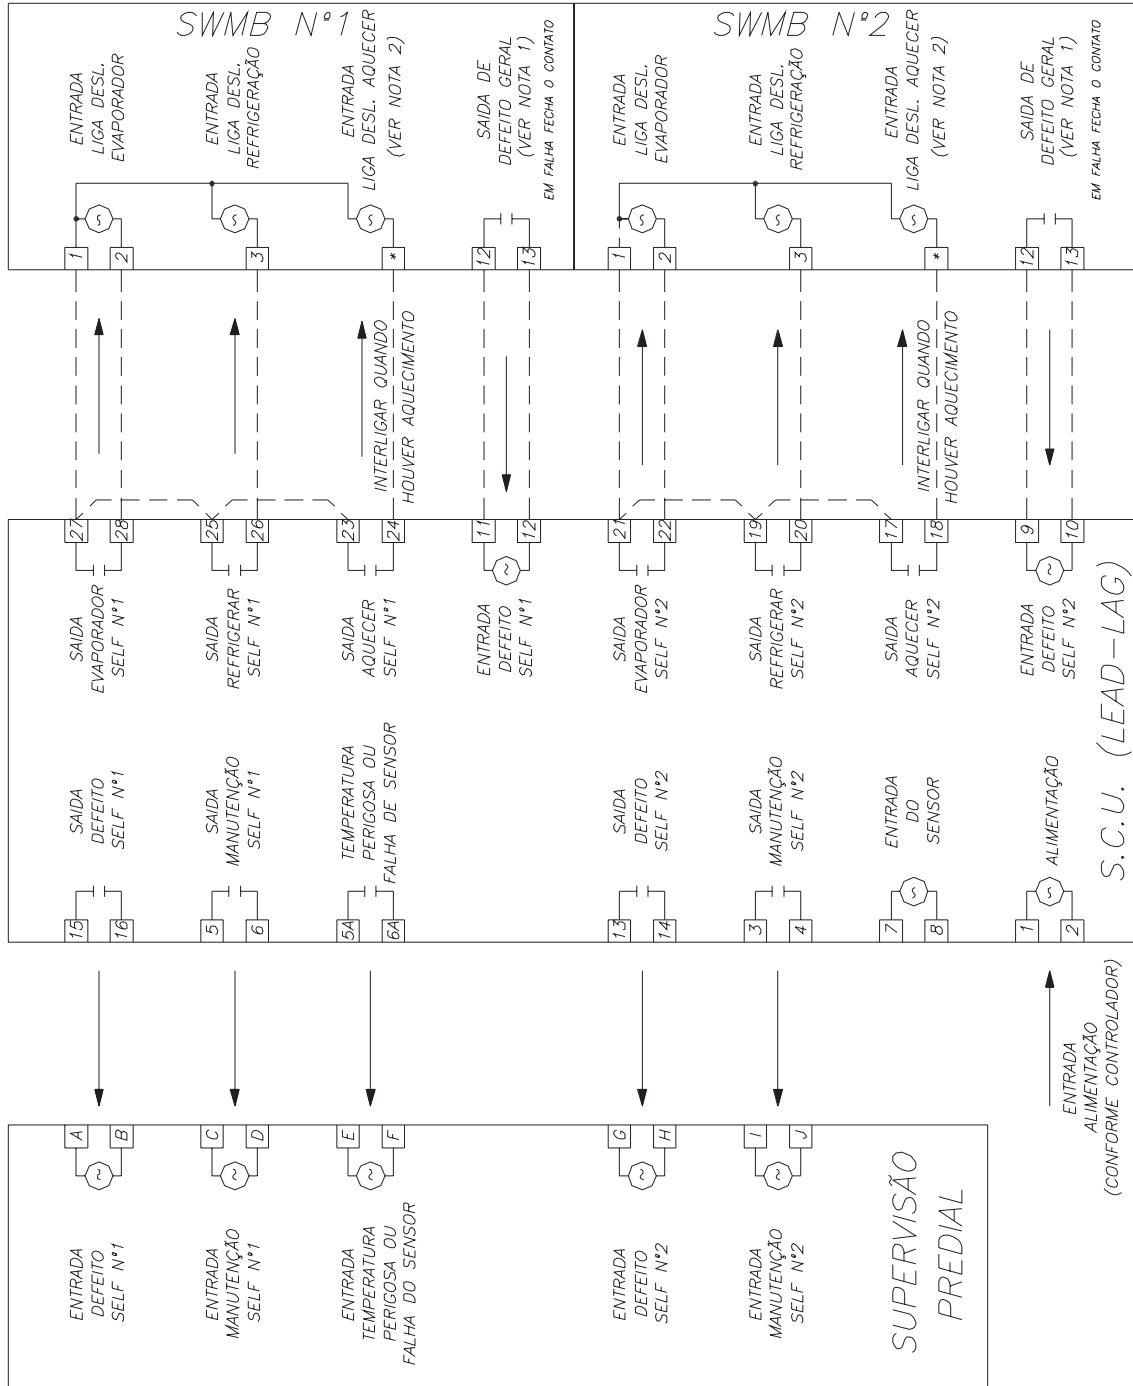 SWMB Nº1
ENTRADA
LIGA DESL.
EVAPORADOR
ENTRADA
LIGA DESL.
REFRIGERAÇÃO
ENTRADA
LIGA DESL. AQUECER
(VER NOTA 2)
SAIDA DE
DEFEITO GERAL
(VER NOTA 1)
EM FALHA FECHA O CONTATO
1
2
3
*
12
13
SWMB Nº2
ENTRADA
LIGA DESL.
EVAPORADOR
ENTRADA
LIGA DESL.
REFRIGERAÇÃO
ENTRADA
LIGA DESL. AQUECER
(VER NOTA 2)
SAIDA DE
DEFEITO GERAL
(VER NOTA 1)
EM FALHA FECHA O CONTATO
1
2
3
*
12
13
INTERLIGAR QUANDO
HOUVER AQUECIMENTO
INTERLIGAR QUANDO
HOUVER AQUECIMENTO
27
28
25
26
23
24
11
12
21
22
19
20
17
18
9
10
SAIDA
EVAPORADOR
SELF Nº1
SAIDA
REFRIGERAR
SELF Nº1
SAIDA
AQUECER
SELF Nº1
ENTRADA
DEFEITO
SELF Nº1
SAIDA
EVAPORADOR
SELF Nº2
SAIDA
REFRIGERAR
SELF Nº2
SAIDA
AQUECER
SELF Nº2
ENTRADA
DEFEITO
SELF Nº2
SAIDA
DEFEITO
SELF Nº1
SAIDA
MANUTENÇÃO
SELF Nº1
TEMPERATURA
PERIGOSA OU
FALHA DE SENSOR
SAIDA
DEFEITO
SELF Nº2
SAIDA
MANUTENÇÃO
SELF Nº2
ENTRADA
DO
SENSOR
ALIMENTAÇÃO
S.C.U. (LEAD-LAG)
15
16
5
6
5A
6A
13
14
3
4
7
8
1
2
ENTRADA
ALIMENTAÇÃO
(CONFORME CONTROLADOR)
A
B
C
D
E
F
G
H
I
J
ENTRADA
DEFEITO
SELF Nº1
ENTRADA
MANUTENÇÃO
SELF Nº1
ENTRADA
TEMPERATURA
PERIGOSA OU
FALHA DO SENSOR
ENTRADA
DEFEITO
SELF Nº2
ENTRADA
MANUTENÇÃO
SELF Nº2
SUPERVISÃO
PREDIAL